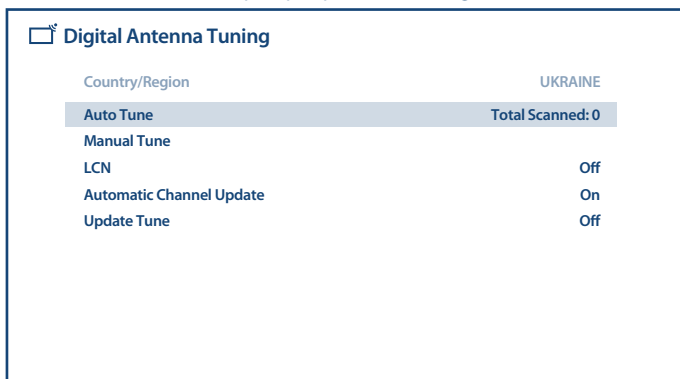 Digital Antenna Tuning
Country/Region UKRAINE
Auto Tune Total Scanned: 0
Manual Tune
LCN Off
Automatic Channel Update On
Update Tune Off